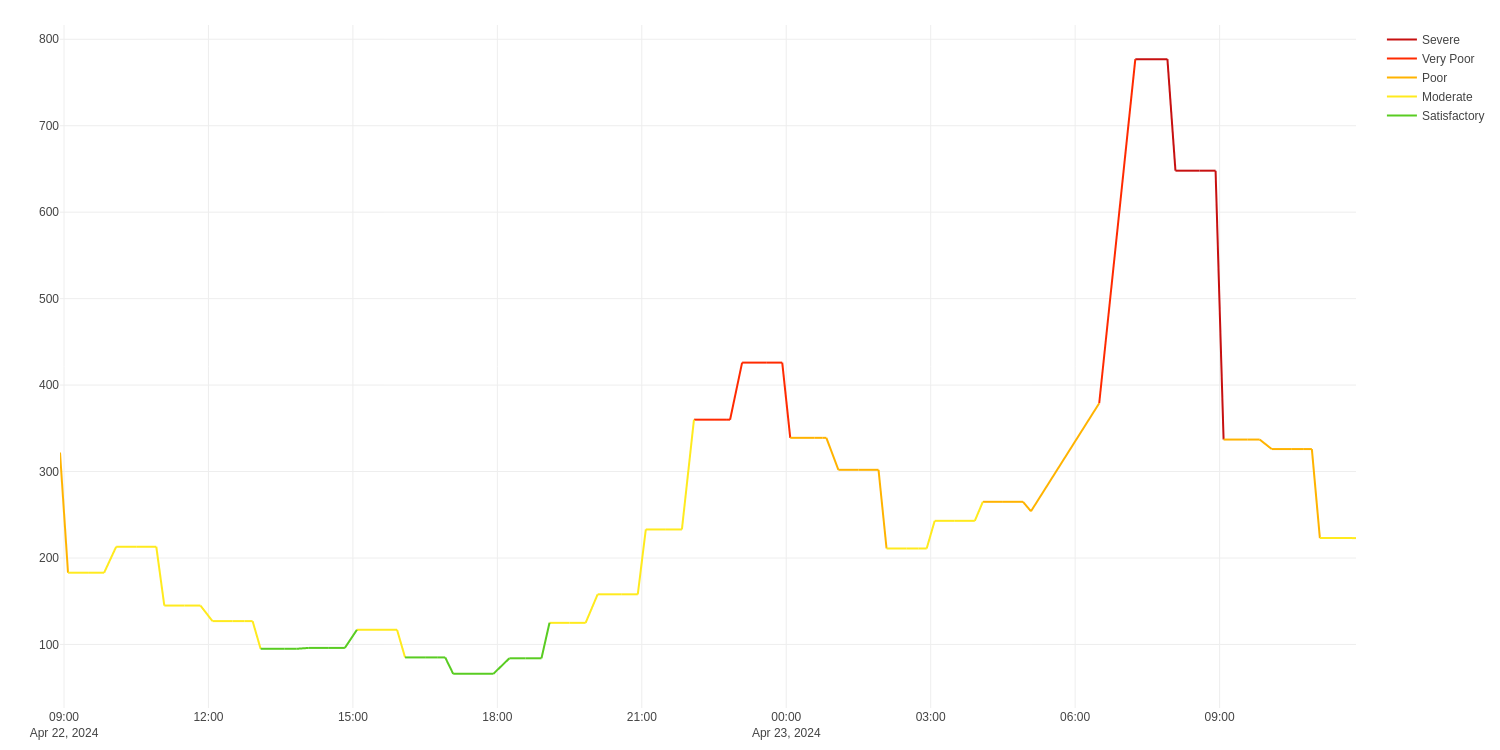 800
700
600
500
400
300
200
100
09:00
Apr 22, 2024
12:00
15:00
18:00
21:00
00:00
Apr 23, 2024
03:00
06:00
09:00
Severe
Very Poor
Poor
Moderate
Satisfactory